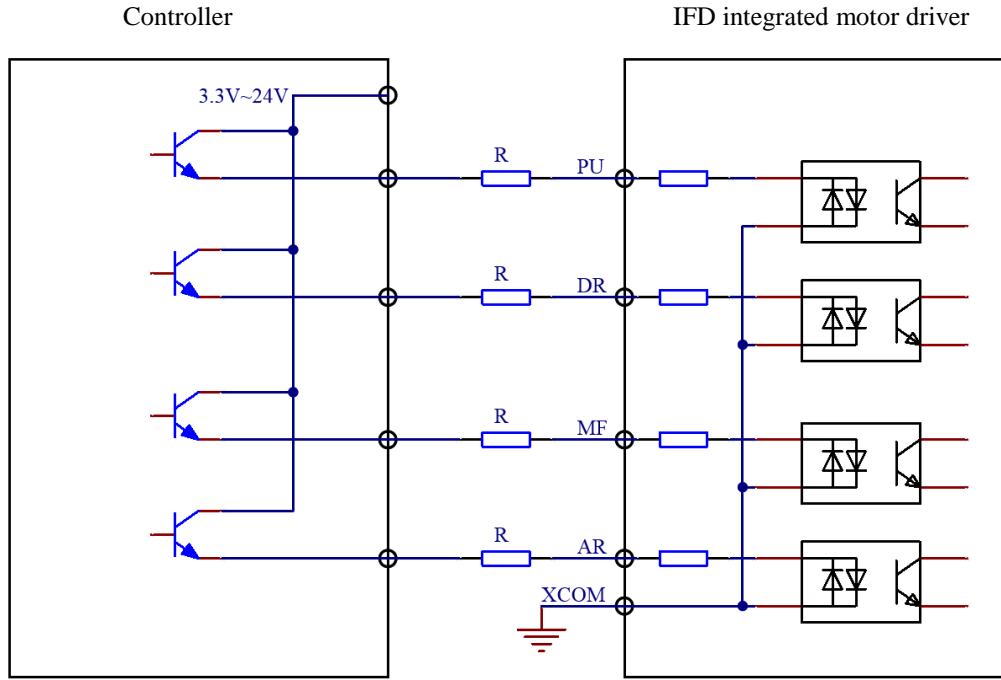 Controller
IFD integrated motor driver
3.3V~24V
R
PU
R
DR
R
MF
R
AR
XCOM